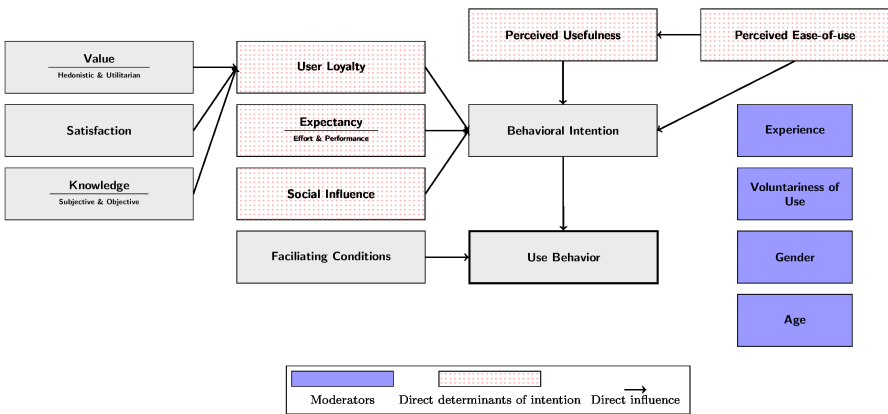 Perceived Usefulness
Perceived Ease-of-use
Value
Hedonistic & Utilitarian
User Loyalty
Satisfaction
Expectancy
Effort & Performance
Behavioral Intention
Experience
Knowledge
Subjective & Objective
Social Influence
Voluntariness of
Use
Faciliating Conditions
Use Behavior
Gender
Age
Moderators
Direct determinants of intention
Direct influence